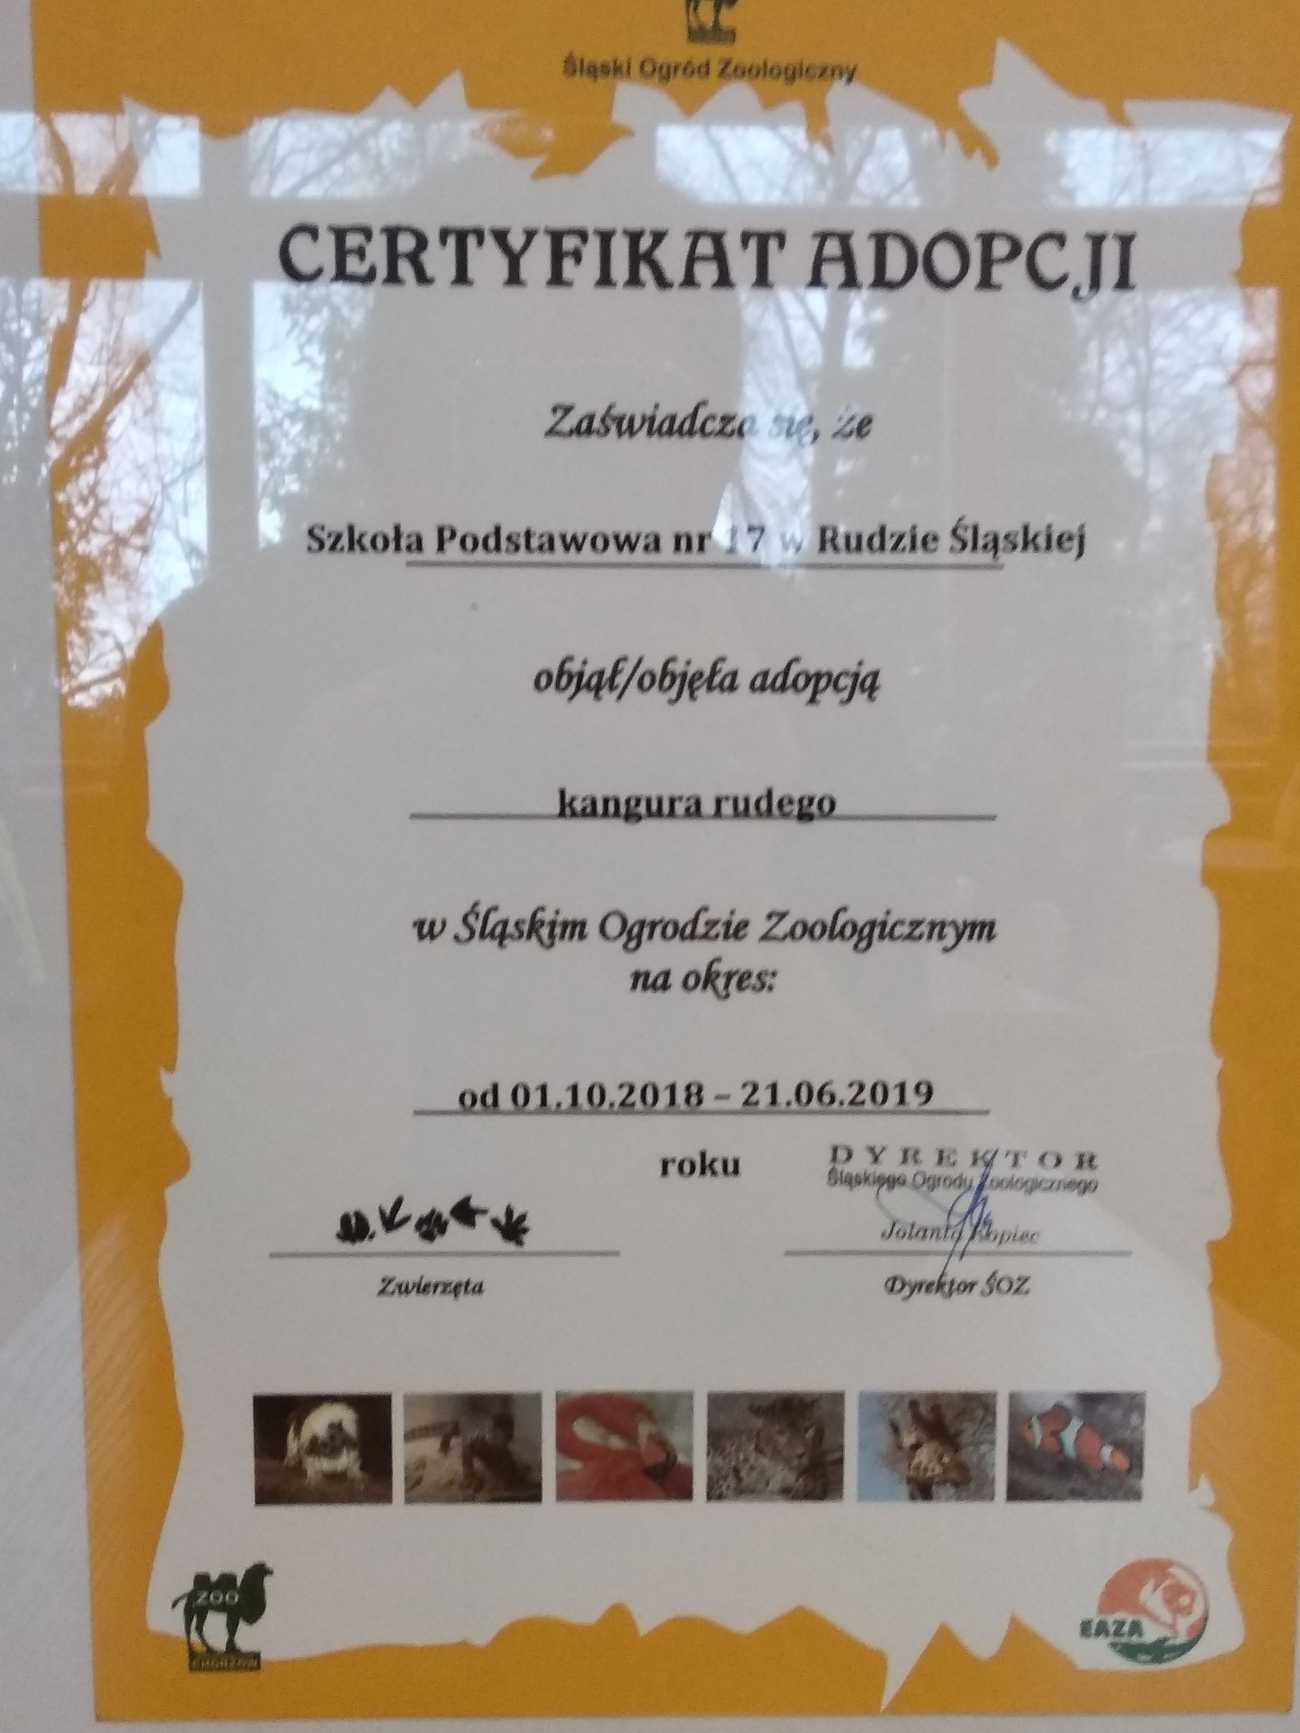 Śląski Ogród Zoologiczny
CERTYFIKAT ADOPCJI
Zaświadcza się, że
Szkoła Podstawowa nr 17 w Rudzie Śląskiej
objął/objęła adopcją
kangura rudego
w Śląskim Ogrodzie Zoologicznym
na okres:
od 01.10.2018 – 21.06.2019
roku
DYREKTOR
Śląskiego Ogrodu Zoologicznego
Jolanta Kopiec
Zwierzęta
Dyrektor ŚOZ
ZOO
CHORZÓW
EAZA